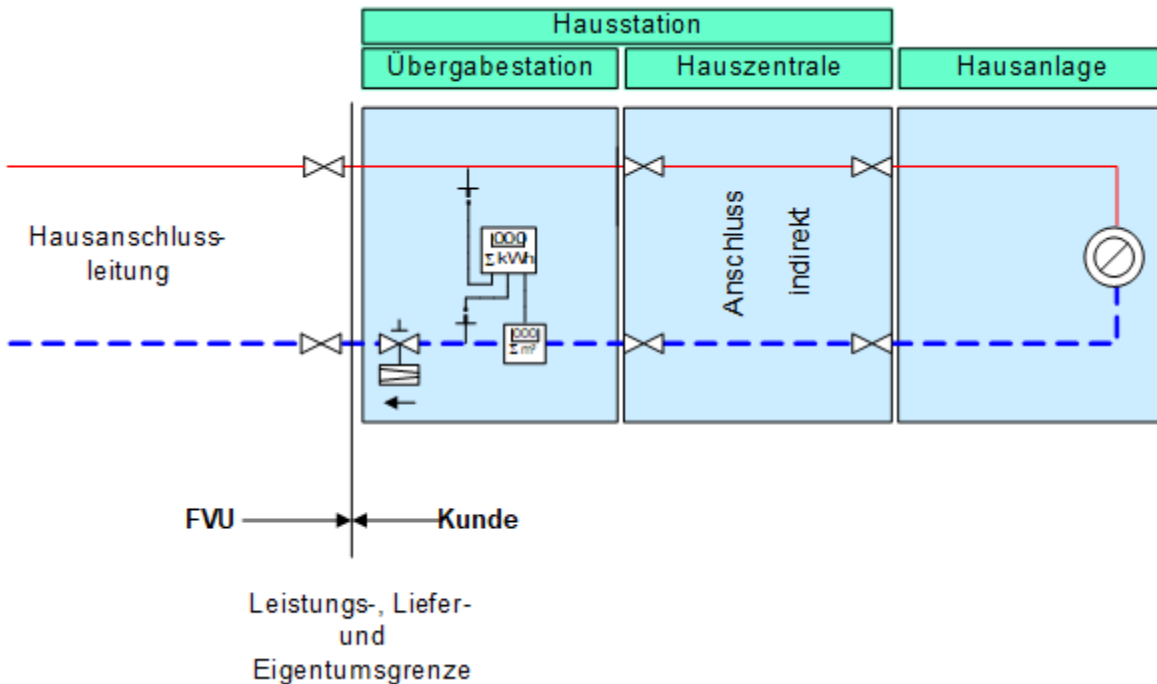 Hausstation
Übergabestation
Hauszentrale
Hausanlage
Hausanschluss-
leitung
000
Σ kWh
000
Σ m³
Anschluss
indirekt
FVU
Kunde
Leistungs-, Liefer-
und
Eigentumsgrenze